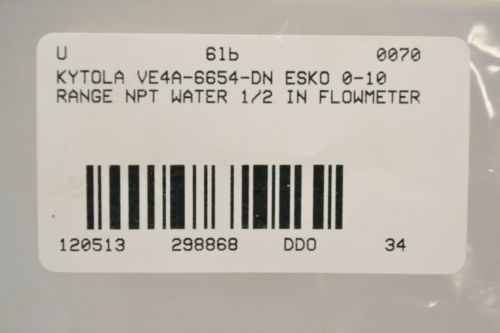 U 61b 0070
KYTOLA VE4A-6654-DN ESKO 0-10
RANGE NPT WATER 1/2 IN FLOWMETER
120513 298868 DDO 34